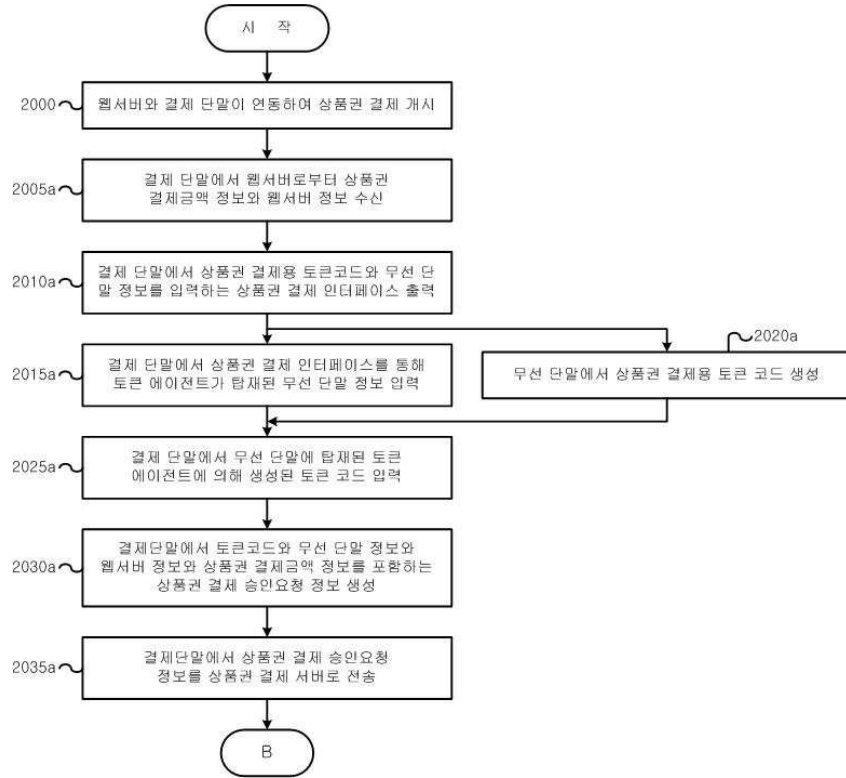 시 작
2000
웹서버와 결제 단말이 연동하여 상품권 결제 개시
2005a
결제 단말에서 웹서버로부터 상품권
결제금액 정보와 웹서버 정보 수신
2010a
결제 단말에서 상품권 결제용 토큰코드와 무선 단
말 정보를 입력하는 상품권 결제 인터페이스 출력
2015a
결제 단말에서 상품권 결제 인터페이스를 통해
토큰 에이전트가 탑재된 무선 단말 정보 입력
2020a
무선 단말에서 상품권 결제용 토큰 코드 생성
2025a
결제 단말에서 무선 단말에 탑재된 토큰
에이전트에 의해 생성된 토큰 코드 입력
2030a
결제단말에서 토큰코드와 무선 단말 정보와
웹서버 정보와 상품권 결제금액 정보를 포함하는
상품권 결제 승인요청 정보 생성
2035a
결제단말에서 상품권 결제 승인요청
정보를 상품권 결제 서버로 전송
B